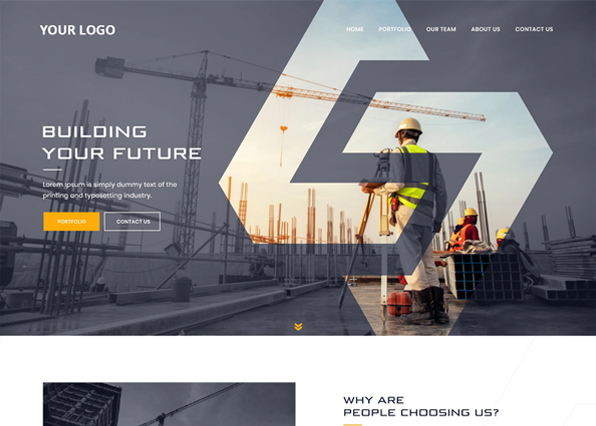 YOUR LOGO
HOME PORTFOLIO OUR TEAM ABOUT US CONTACT US
BUILDING
YOUR FUTURE
Lorem Ipsum is simply dummy text of the
printing and typesetting industry.
PORTFOLIO CONTACT US
WHY ARE
PEOPLE CHOOSING US?